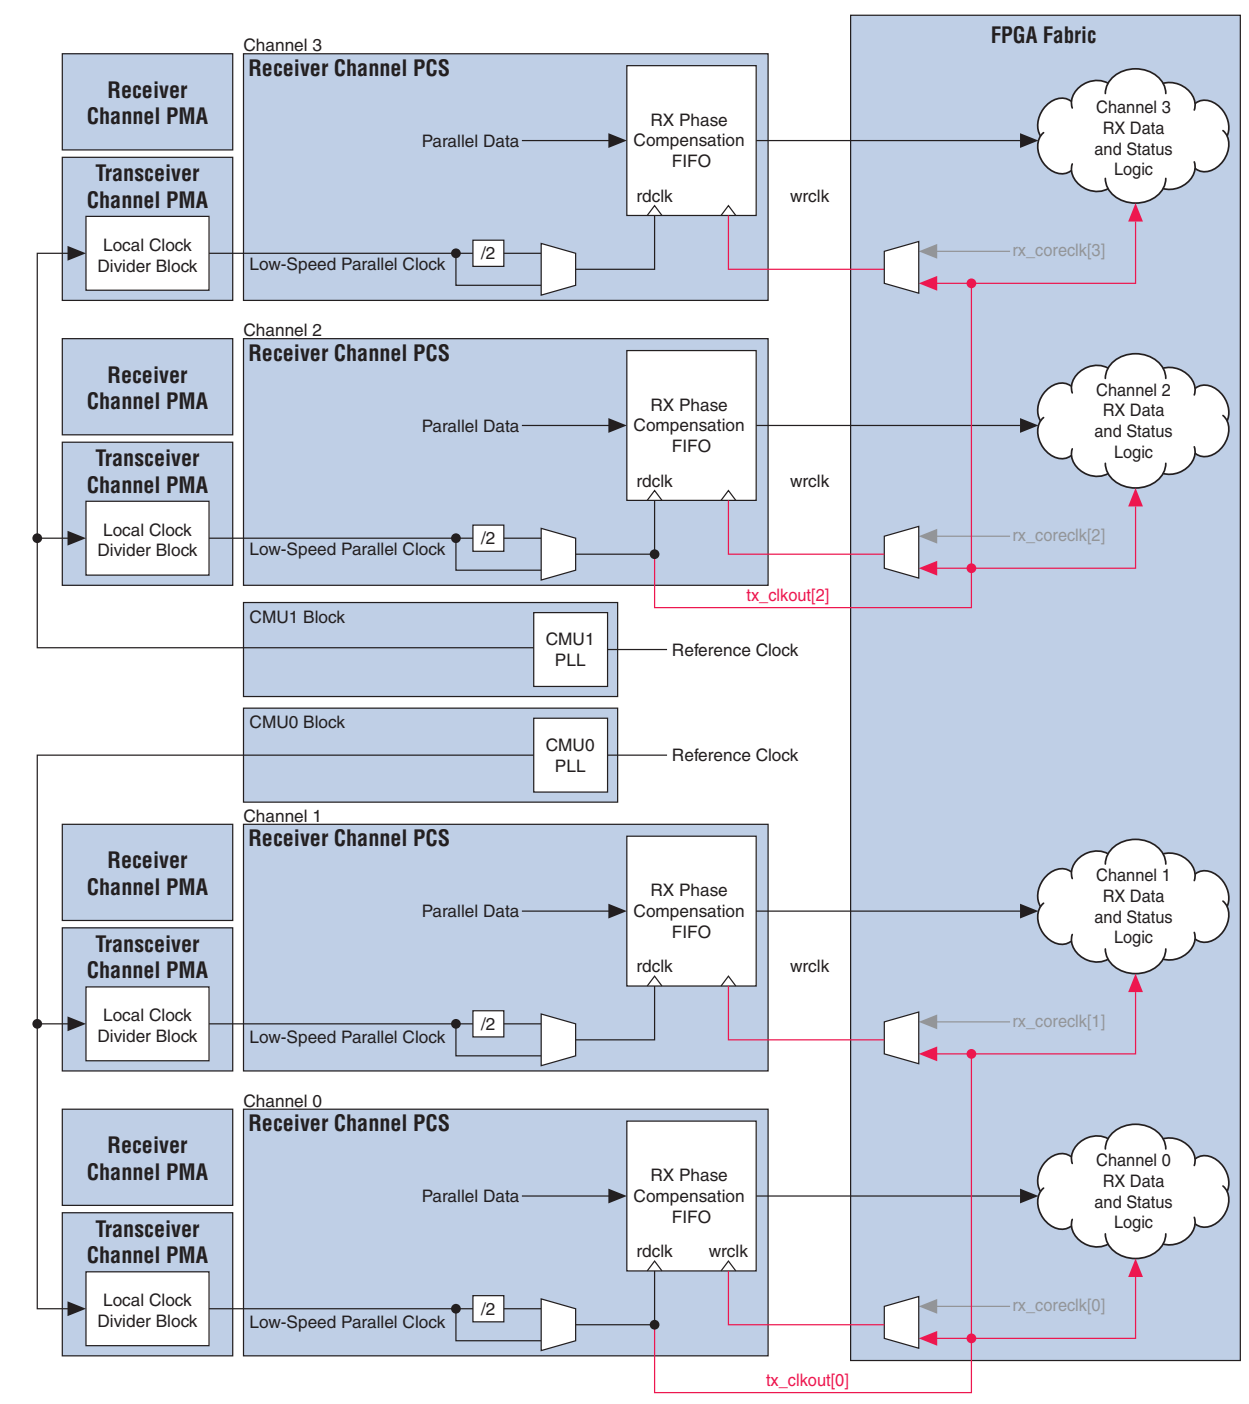 FPGA Fabric
Channel 3
Receiver
Channel PMA
Receiver Channel PCS
Parallel Data
RX Phase
Compensation
FIFO
rdclk
wrclk
Channel 3
RX Data
and Status
Logic
Transceiver
Channel PMA
Local Clock
Divider Block
Low-Speed Parallel Clock
/2
rx_coreclk[3]
Channel 2
Receiver
Channel PMA
Receiver Channel PCS
Parallel Data
RX Phase
Compensation
FIFO
rdclk
wrclk
Channel 2
RX Data
and Status
Logic
Transceiver
Channel PMA
Local Clock
Divider Block
Low-Speed Parallel Clock
/2
rx_coreclk[2]
tx_clkout[2]
CMU1 Block
CMU1
PLL
Reference Clock
CMU0 Block
CMU0
PLL
Reference Clock
Channel 1
Receiver
Channel PMA
Receiver Channel PCS
Parallel Data
RX Phase
Compensation
FIFO
rdclk
wrclk
Channel 1
RX Data
and Status
Logic
Transceiver
Channel PMA
Local Clock
Divider Block
Low-Speed Parallel Clock
/2
rx_coreclk[1]
Channel 0
Receiver
Channel PMA
Receiver Channel PCS
Parallel Data
RX Phase
Compensation
FIFO
rdclk
wrclk
Channel 0
RX Data
and Status
Logic
Transceiver
Channel PMA
Local Clock
Divider Block
Low-Speed Parallel Clock
/2
rx_coreclk[0]
tx_clkout[0]